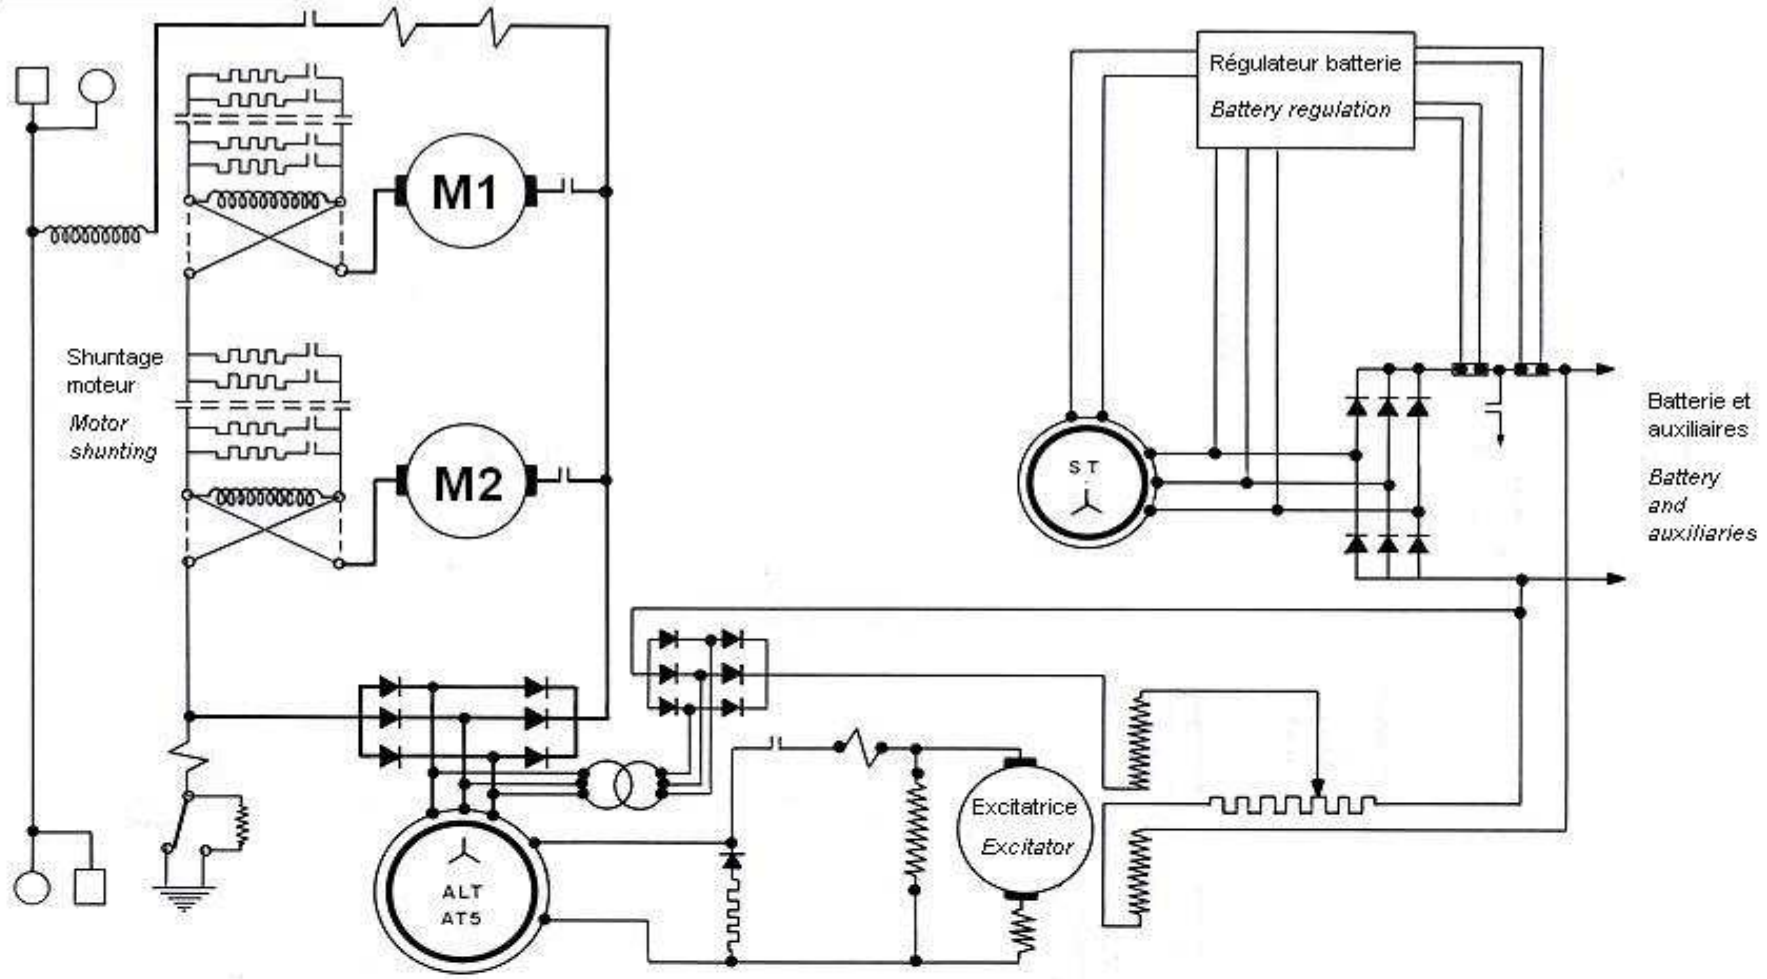 Régulateur batterie
Battery regulation
M1
Shuntage
moteur
Motor
shunting
M2
S T
Batterie et
auxiliaires
Battery
and
auxiliaries
Excitatrice
Excitator
ALT
AT5